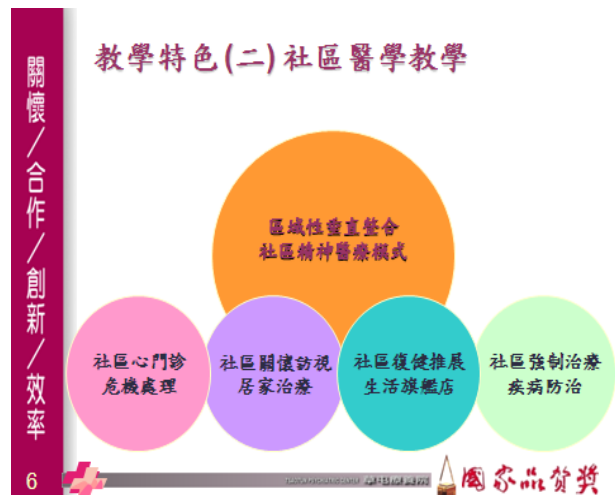 教學特色(二)社區醫學教學
關懷/合作/創新/效率
區域性垂直整合
社區精神醫療模式
社區心門診
危機處理
社區關懷訪視
居家治療
社區復健推展
生活旗艦店
社區強制治療
疾病防治
6
國家品質獎